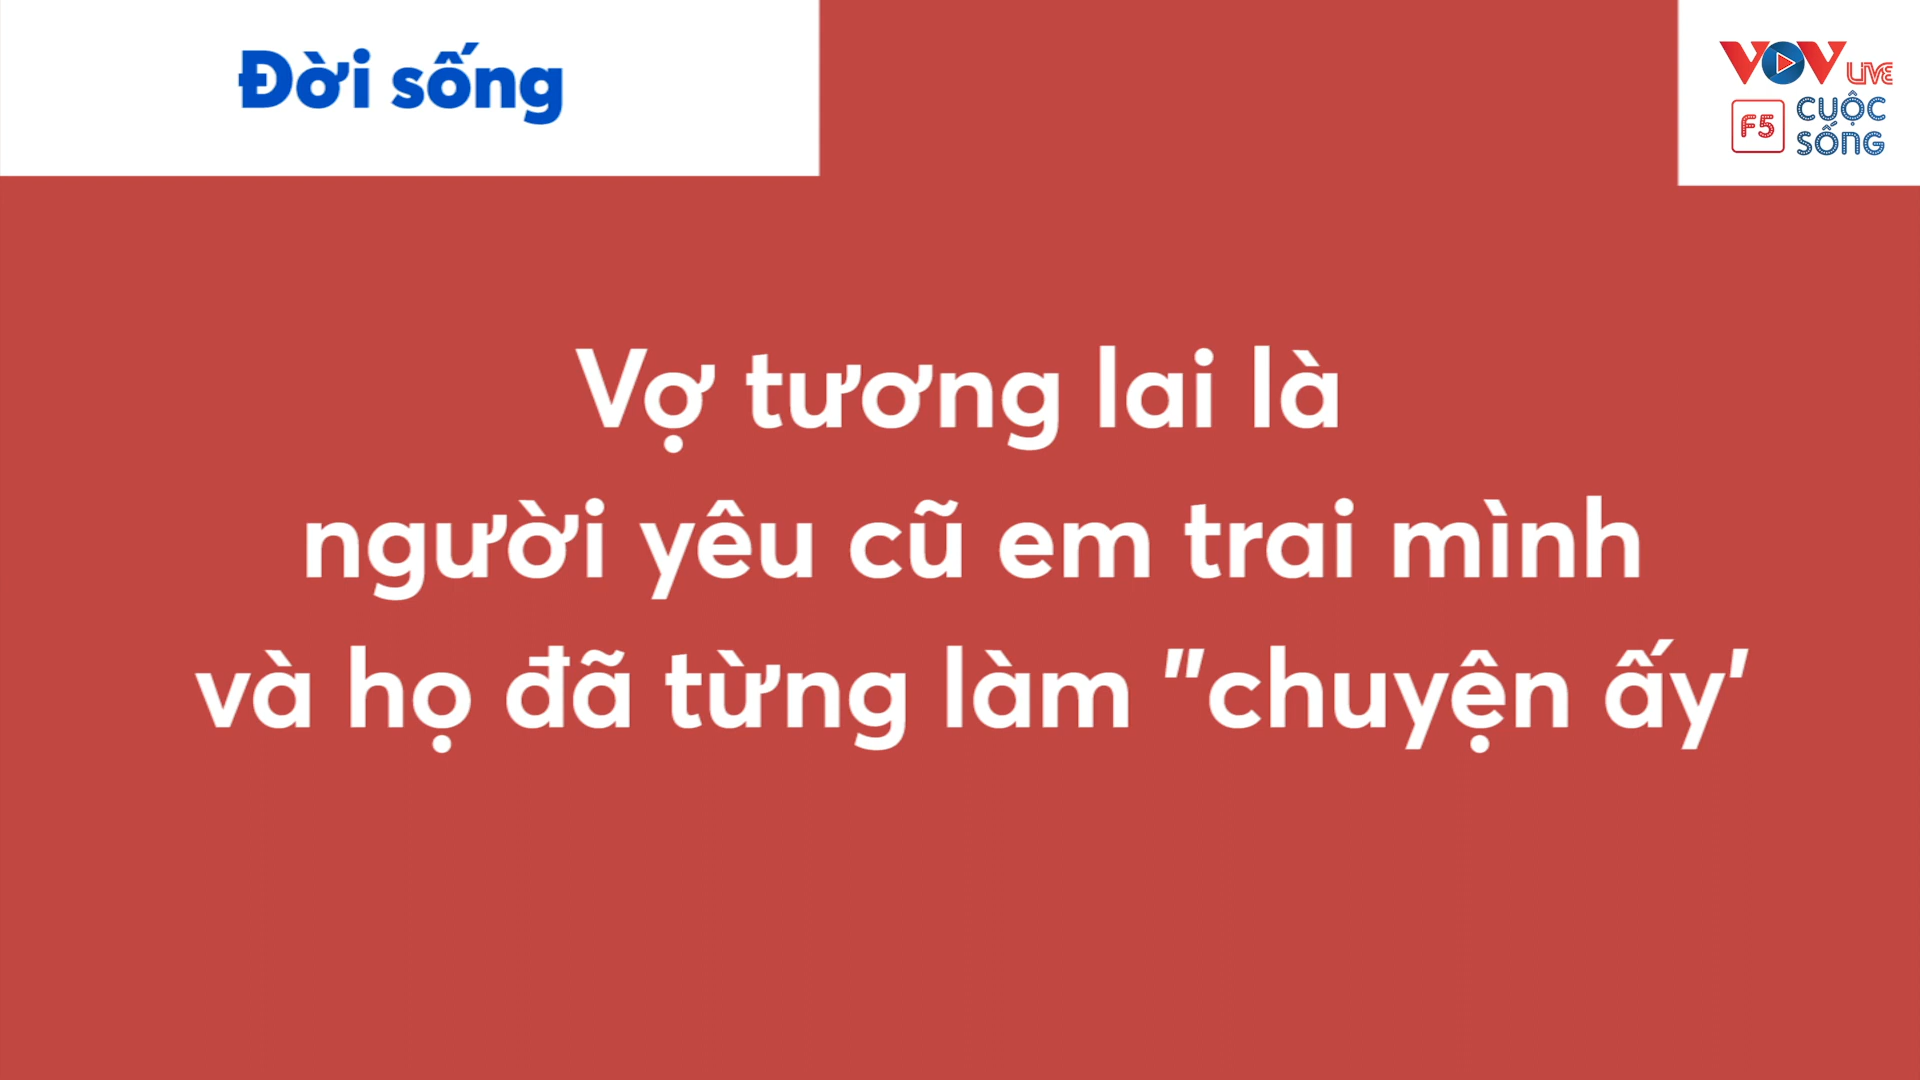 Đời sống
VOV LIVE
F5 CUỘC
SỐNG
Vợ tương lai là
người yêu cũ em trai mình
và họ đã từng làm "chuyện ấy'